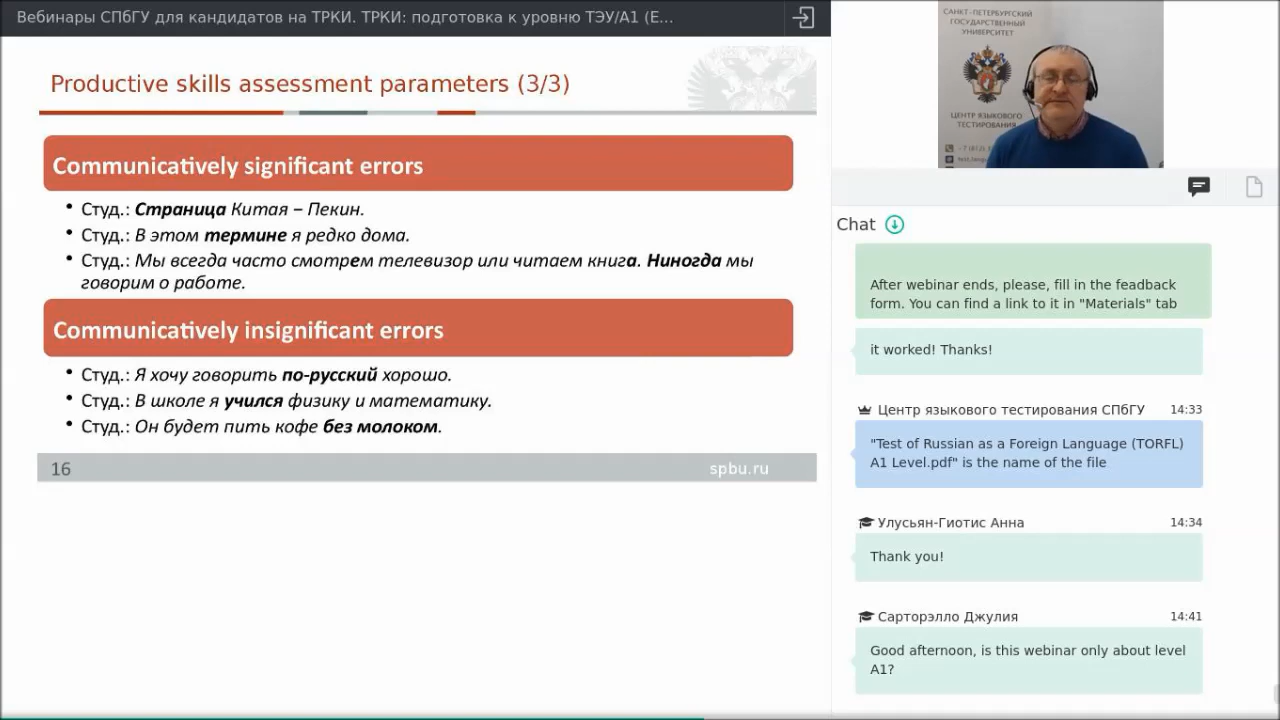 Вебинары СПбГУ для кандидатов на ТРКИ. ТРКИ: подготовка к уровню ТЭУ/А1 (Е...
Productive skills assessment parameters (3/3)
Communicatively significant errors
• Студ.: Страница Китая – Пекин.
• Студ.: В этом термине я редко дома.
• Студ.: Мы всегда часто смотрем телевизор или читаем книга. Ниногда мы
говорим о работе.
Communicatively insignificant errors
• Студ.: Я хочу говорить по-русский хорошо.
• Студ.: В школе я учился физику и математику.
• Студ.: Он будет пить кофе без молоком.
16
spbu.ru
САНКТ-ПЕТЕРБУРГСКИЙ
ГОСУДАРСТВЕННЫЙ
УНИВЕРСИТЕТ
ЦЕНТР ЯЗЫКОВОГО
ТЕСТИРОВАНИЯ
Chat
After webinar ends, please, fill in the feadback
form. You can find a link to it in "Materials" tab
it worked! Thanks!
Центр языкового тестирования СПбГУ 14:33
"Test of Russian as a Foreign Language (TORFL)
A1 Level.pdf" is the name of the file
Улусьян-Гиотис Анна 14:34
Thank you!
Сарторэлло Джулия 14:41
Good afternoon, is this webinar only about level
A1?